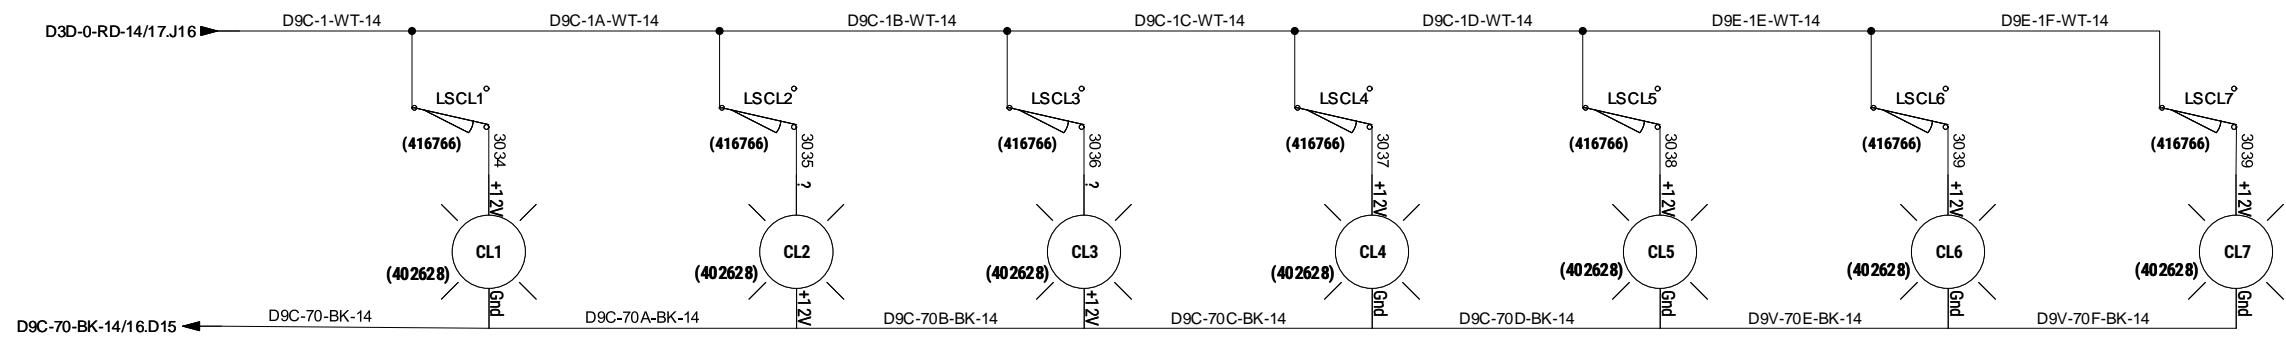 D9C-1-WT-14 D9C-1A-WT-14 D9C-1B-WT-14 D9C-1C-WT-14 D9C-1D-WT-14 D9E-1E-WT-14 D9E-1F-WT-14
D3D-0-RD-14/17.J16
LSCL1 LSCL2 LSCL3 LSCL4 LSCL5 LSCL6 LSCL7
(416766) (416766) (416766) (416766) (416766) (416766) (416766)
3034 3035 3036 3037 3038 3039 3039
+12V ? ? +12V +12V +12V +12V
CL1 CL2 CL3 CL4 CL5 CL6 CL7
(402628) (402628) (402628) (402628) (402628) (402628) (402628)
Gnd +12V +12V Gnd Gnd Gnd Gnd
D9C-70-BK-14 D9C-70A-BK-14 D9C-70B-BK-14 D9C-70C-BK-14 D9C-70D-BK-14 D9V-70E-BK-14 D9V-70F-BK-14
D9C-70-BK-14/16.D15